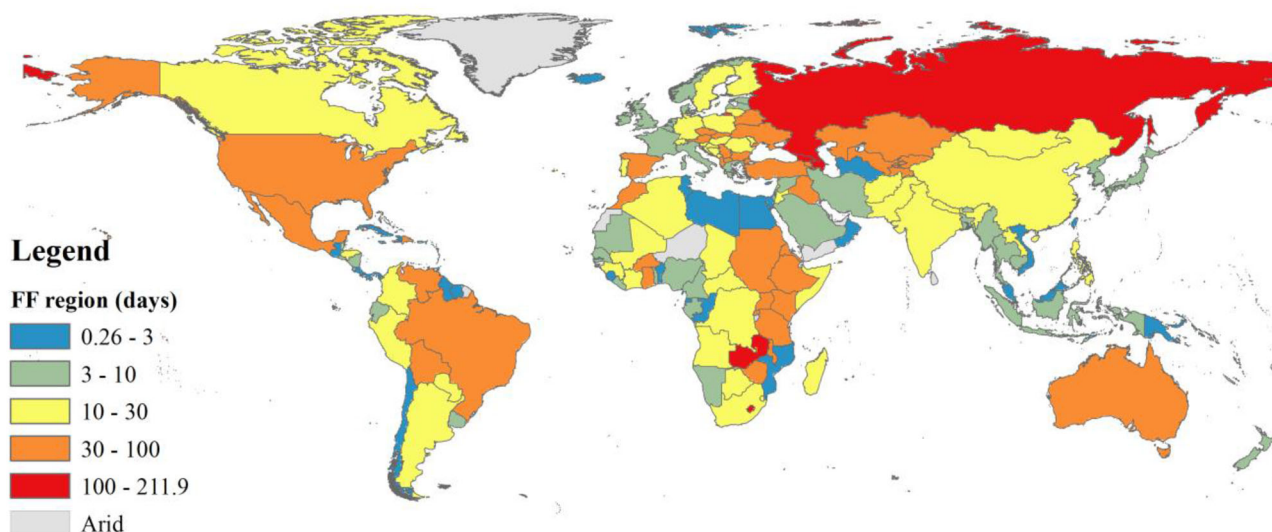 Legend
FF region (days)
0.26 - 3
3 - 10
10 - 30
30 - 100
100 - 211.9
Arid